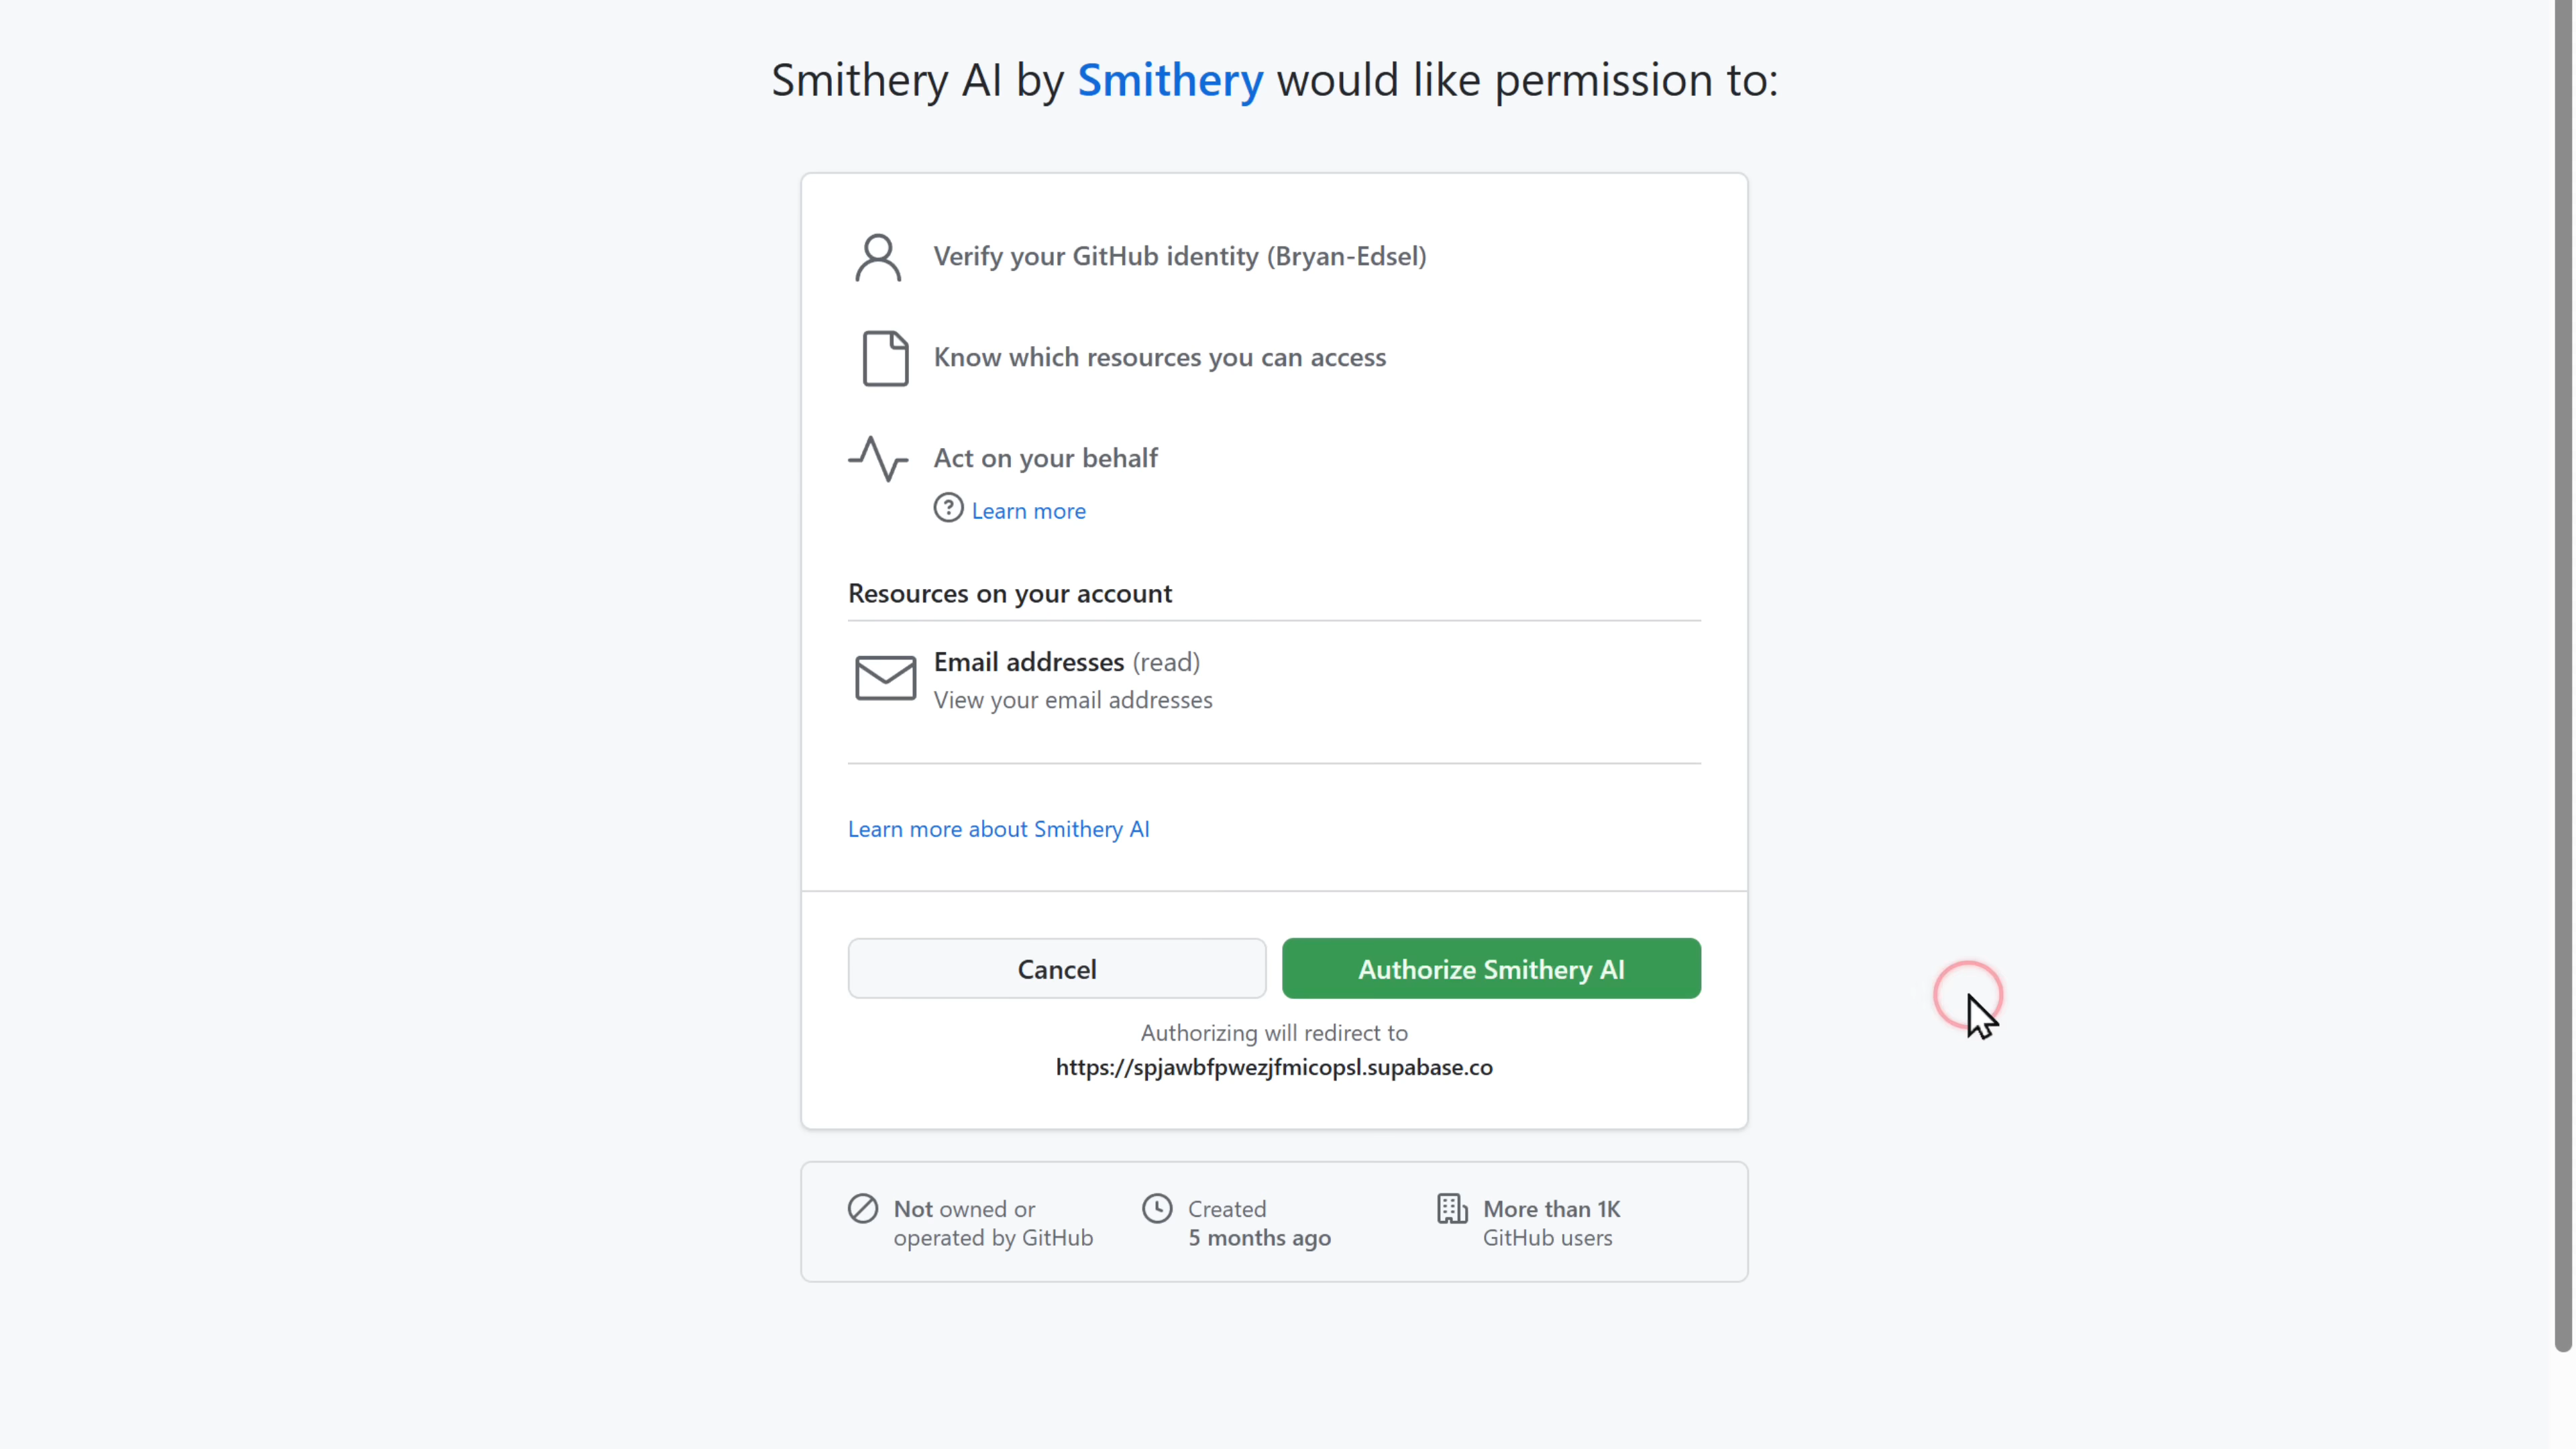 Smithery AI by Smithery would like permission to:
Verify your GitHub identity (Bryan-Edsel)
Know which resources you can access
Act on your behalf
Learn more
Resources on your account
Email addresses (read)
View your email addresses
Learn more about Smithery AI
Cancel
Authorize Smithery AI
Authorizing will redirect to
https://spjawbfpwezjfmicopsl.supabase.co
Not owned or
operated by GitHub
Created
5 months ago
More than 1K
GitHub users